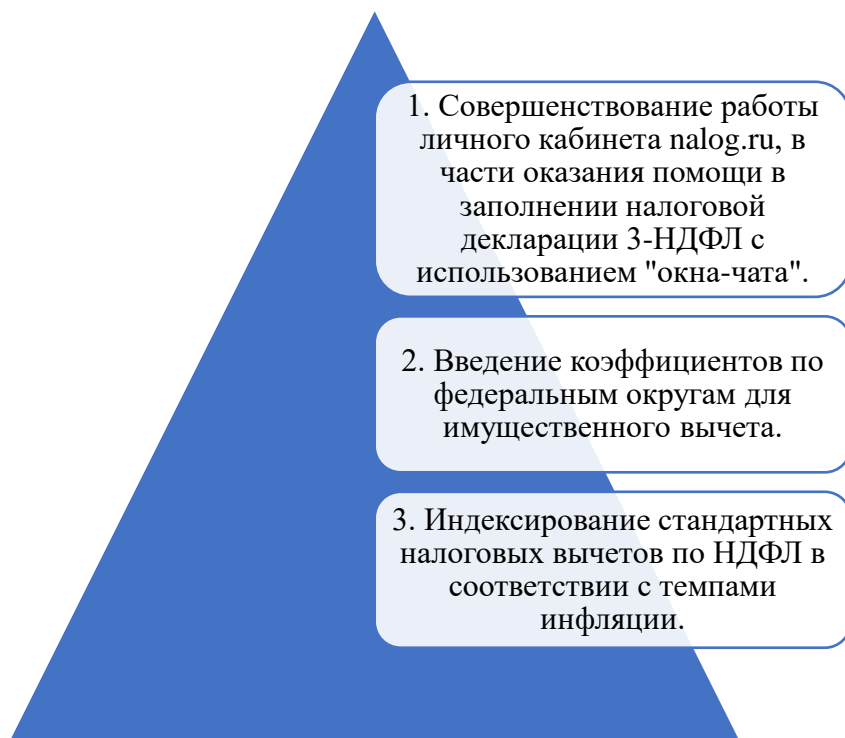 1. Совершенствование работы
личного кабинета nalog.ru, в
части оказания помощи в
заполнении налоговой
декларации 3-НДФЛ с
использованием "окна-чата".
2. Введение коэффициентов по
федеральным округам для
имущественного вычета.
3. Индексирование стандартных
налоговых вычетов по НДФЛ в
соответствии с темпами
инфляции.